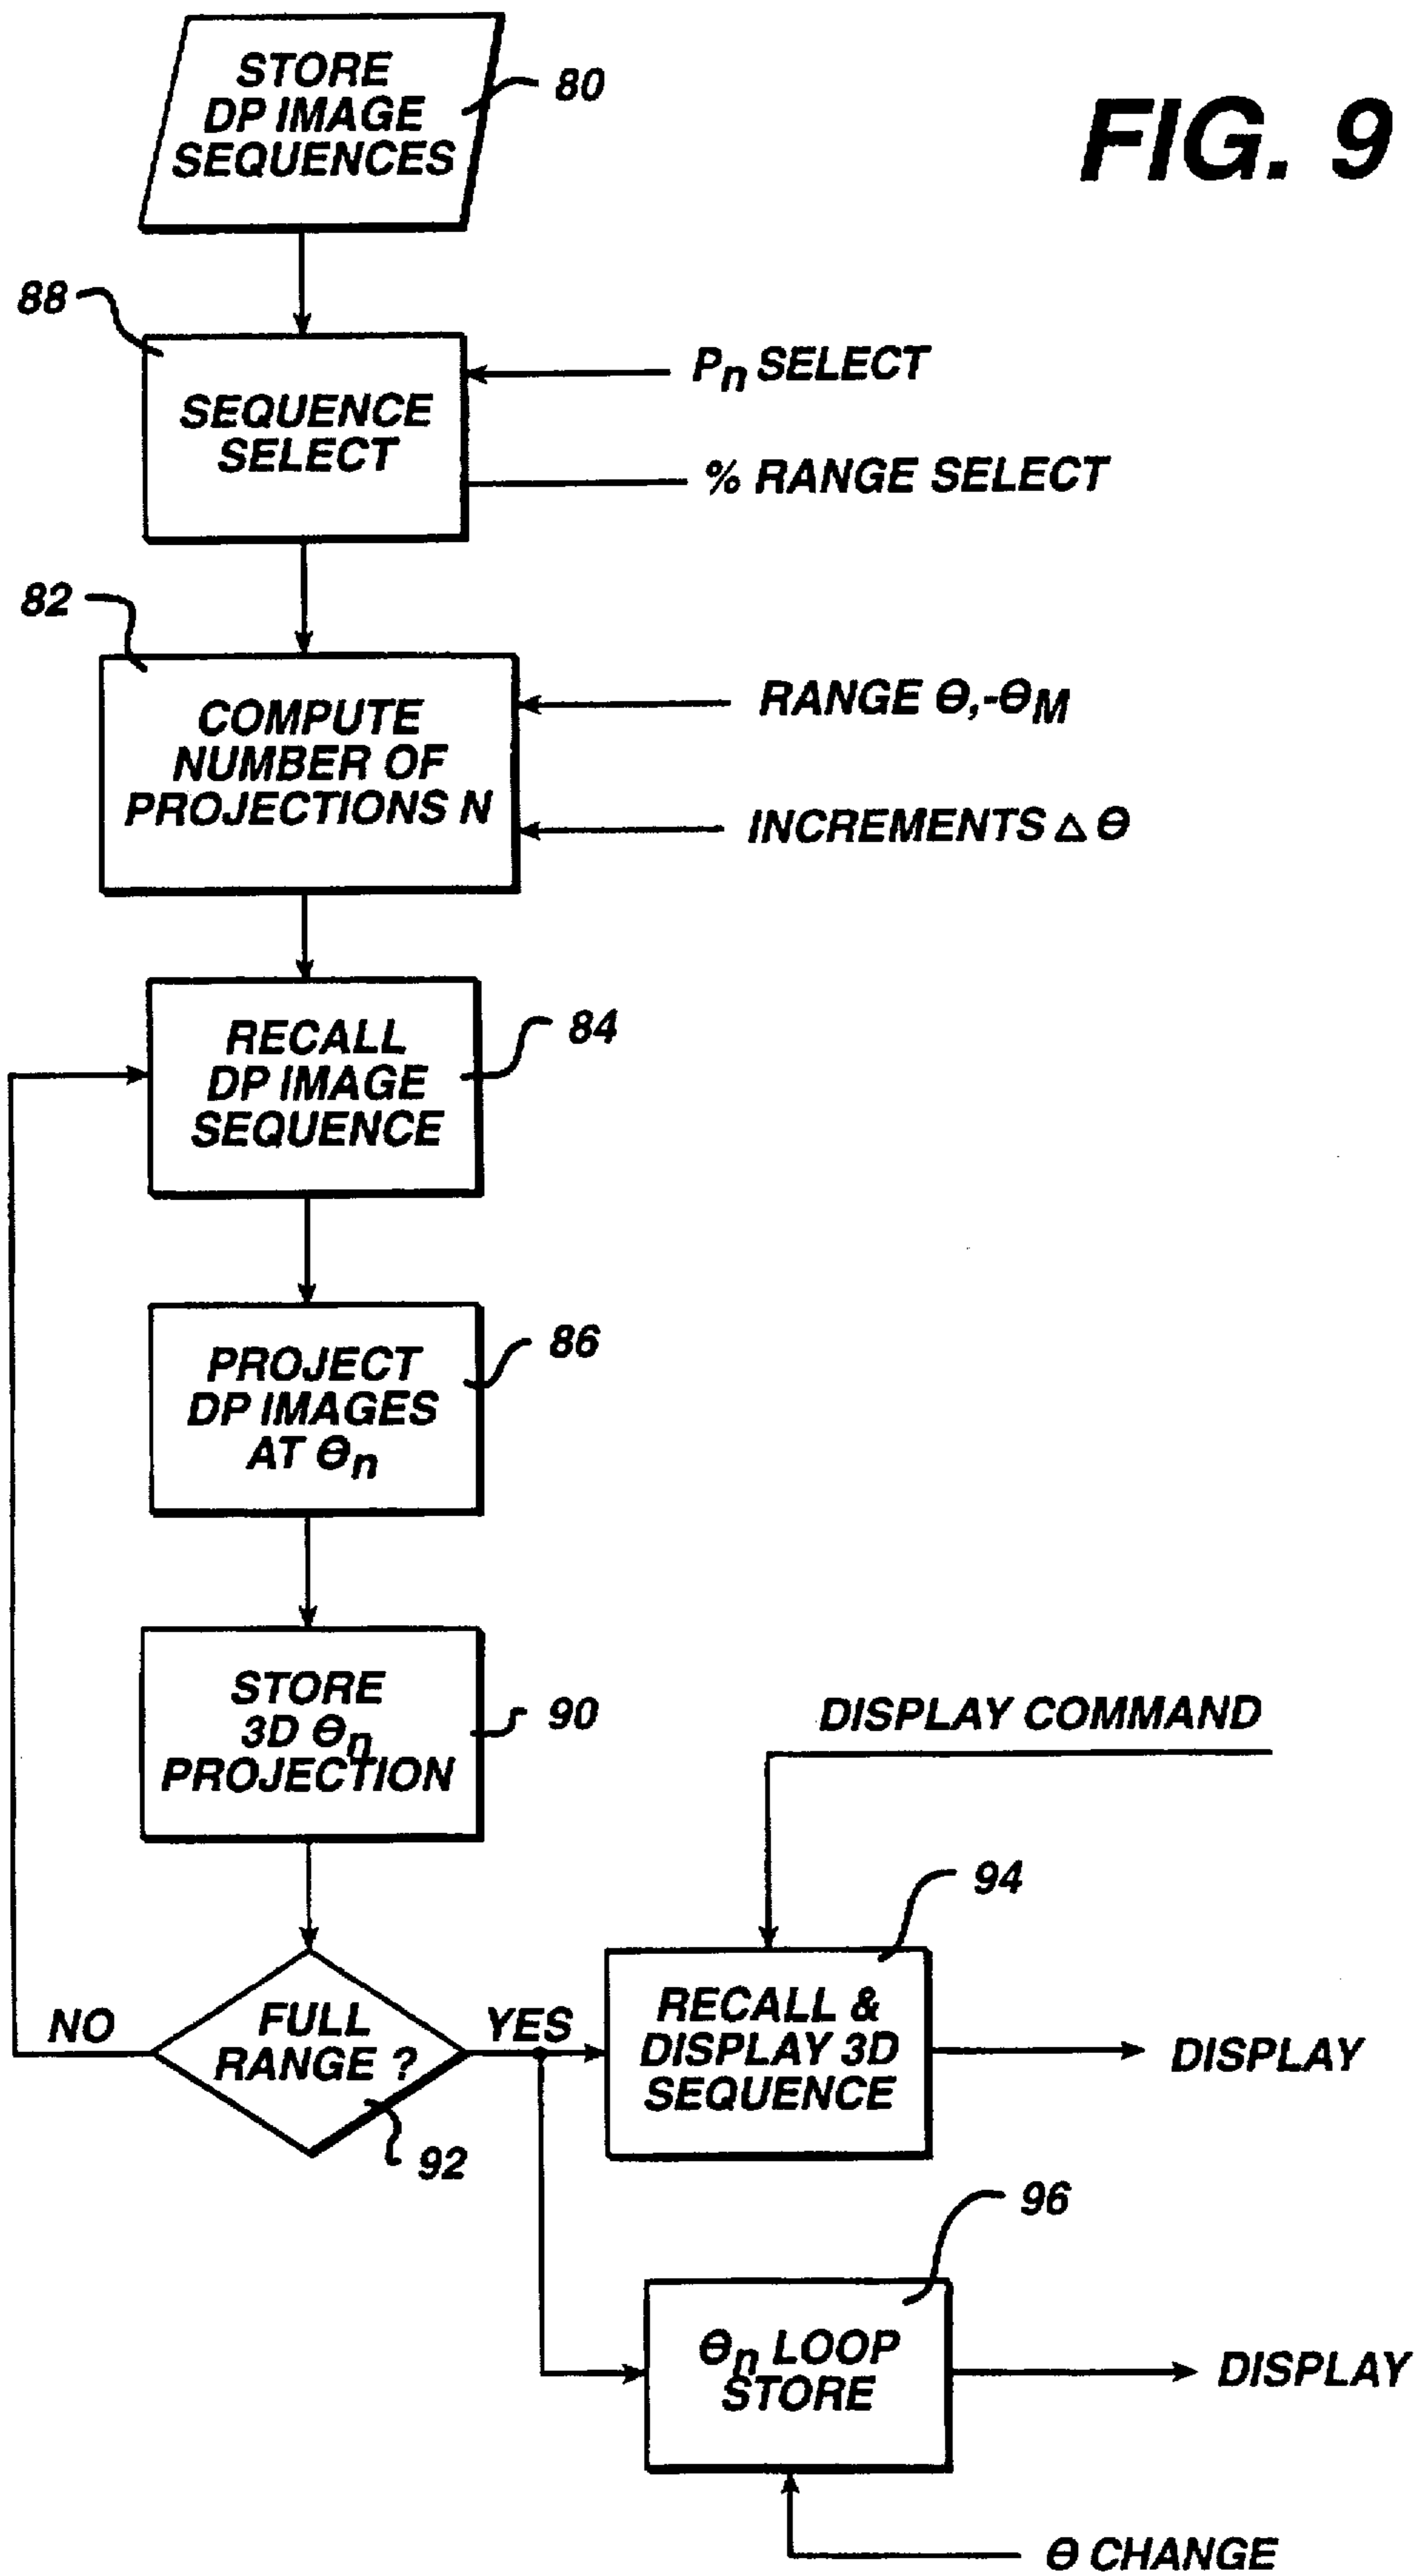 FIG. 9
STORE
DP IMAGE
SEQUENCES
80
88
SEQUENCE
SELECT
Pn SELECT
% RANGE SELECT
82
COMPUTE
NUMBER OF
PROJECTIONS N
RANGE Θ,-ΘM
INCREMENTS Δ Θ
RECALL
DP IMAGE
SEQUENCE
84
PROJECT
DP IMAGES
AT Θn
86
STORE
3D Θn
PROJECTION
90
DISPLAY COMMAND
94
NO
FULL
RANGE ?
92
YES
RECALL &
DISPLAY 3D
SEQUENCE
DISPLAY
96
Θn LOOP
STORE
DISPLAY
Θ CHANGE